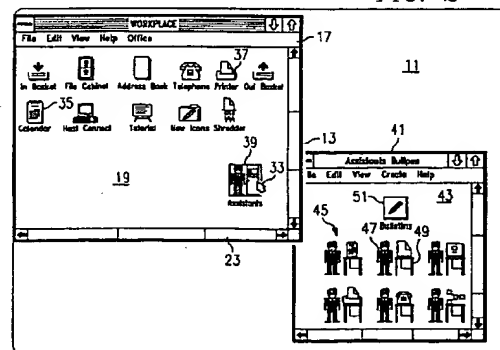 WORKPLACE
File Edit View Help Office
17
37
11
In Basket File Cabinet Address Book Telephone Printer Out Basket
35
Calendar Host Connect Tutorial New Icons Shredder
13
41
39
33
19
Assistants
23
Assistants Bullpen
Edit View Create Help
51
43
Bulletins
45
47
49